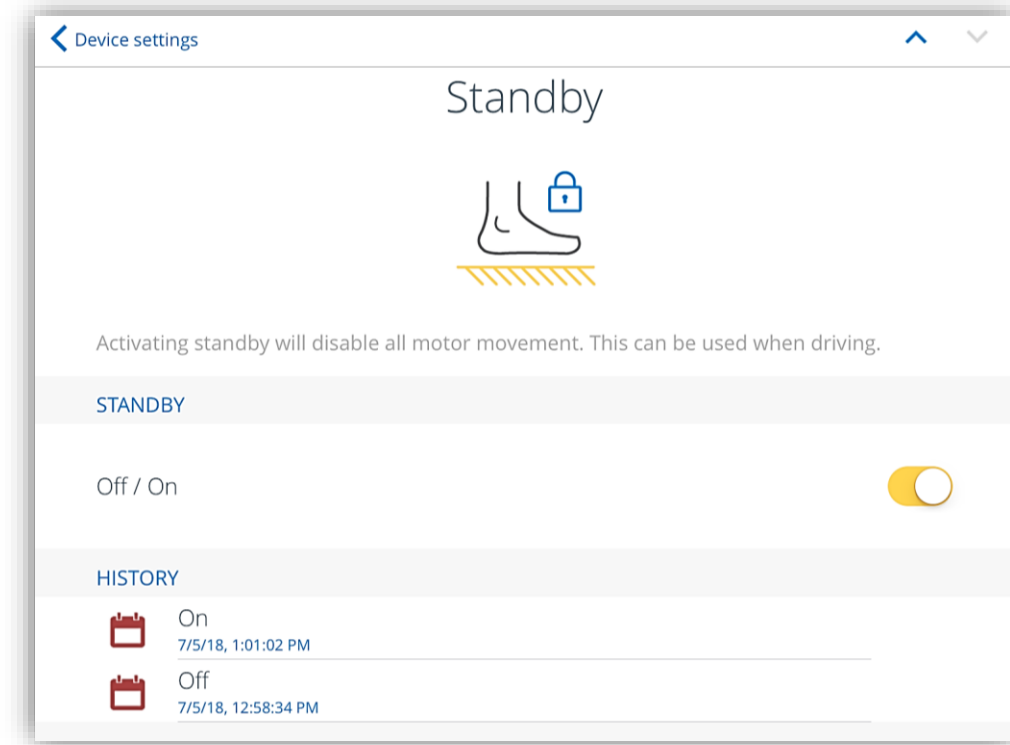 Device settings
Standby
Activating standby will disable all motor movement. This can be used when driving.
STANDBY
Off / On
HISTORY
On
7/5/18, 1:01:02 PM
Off
7/5/18, 12:58:34 PM